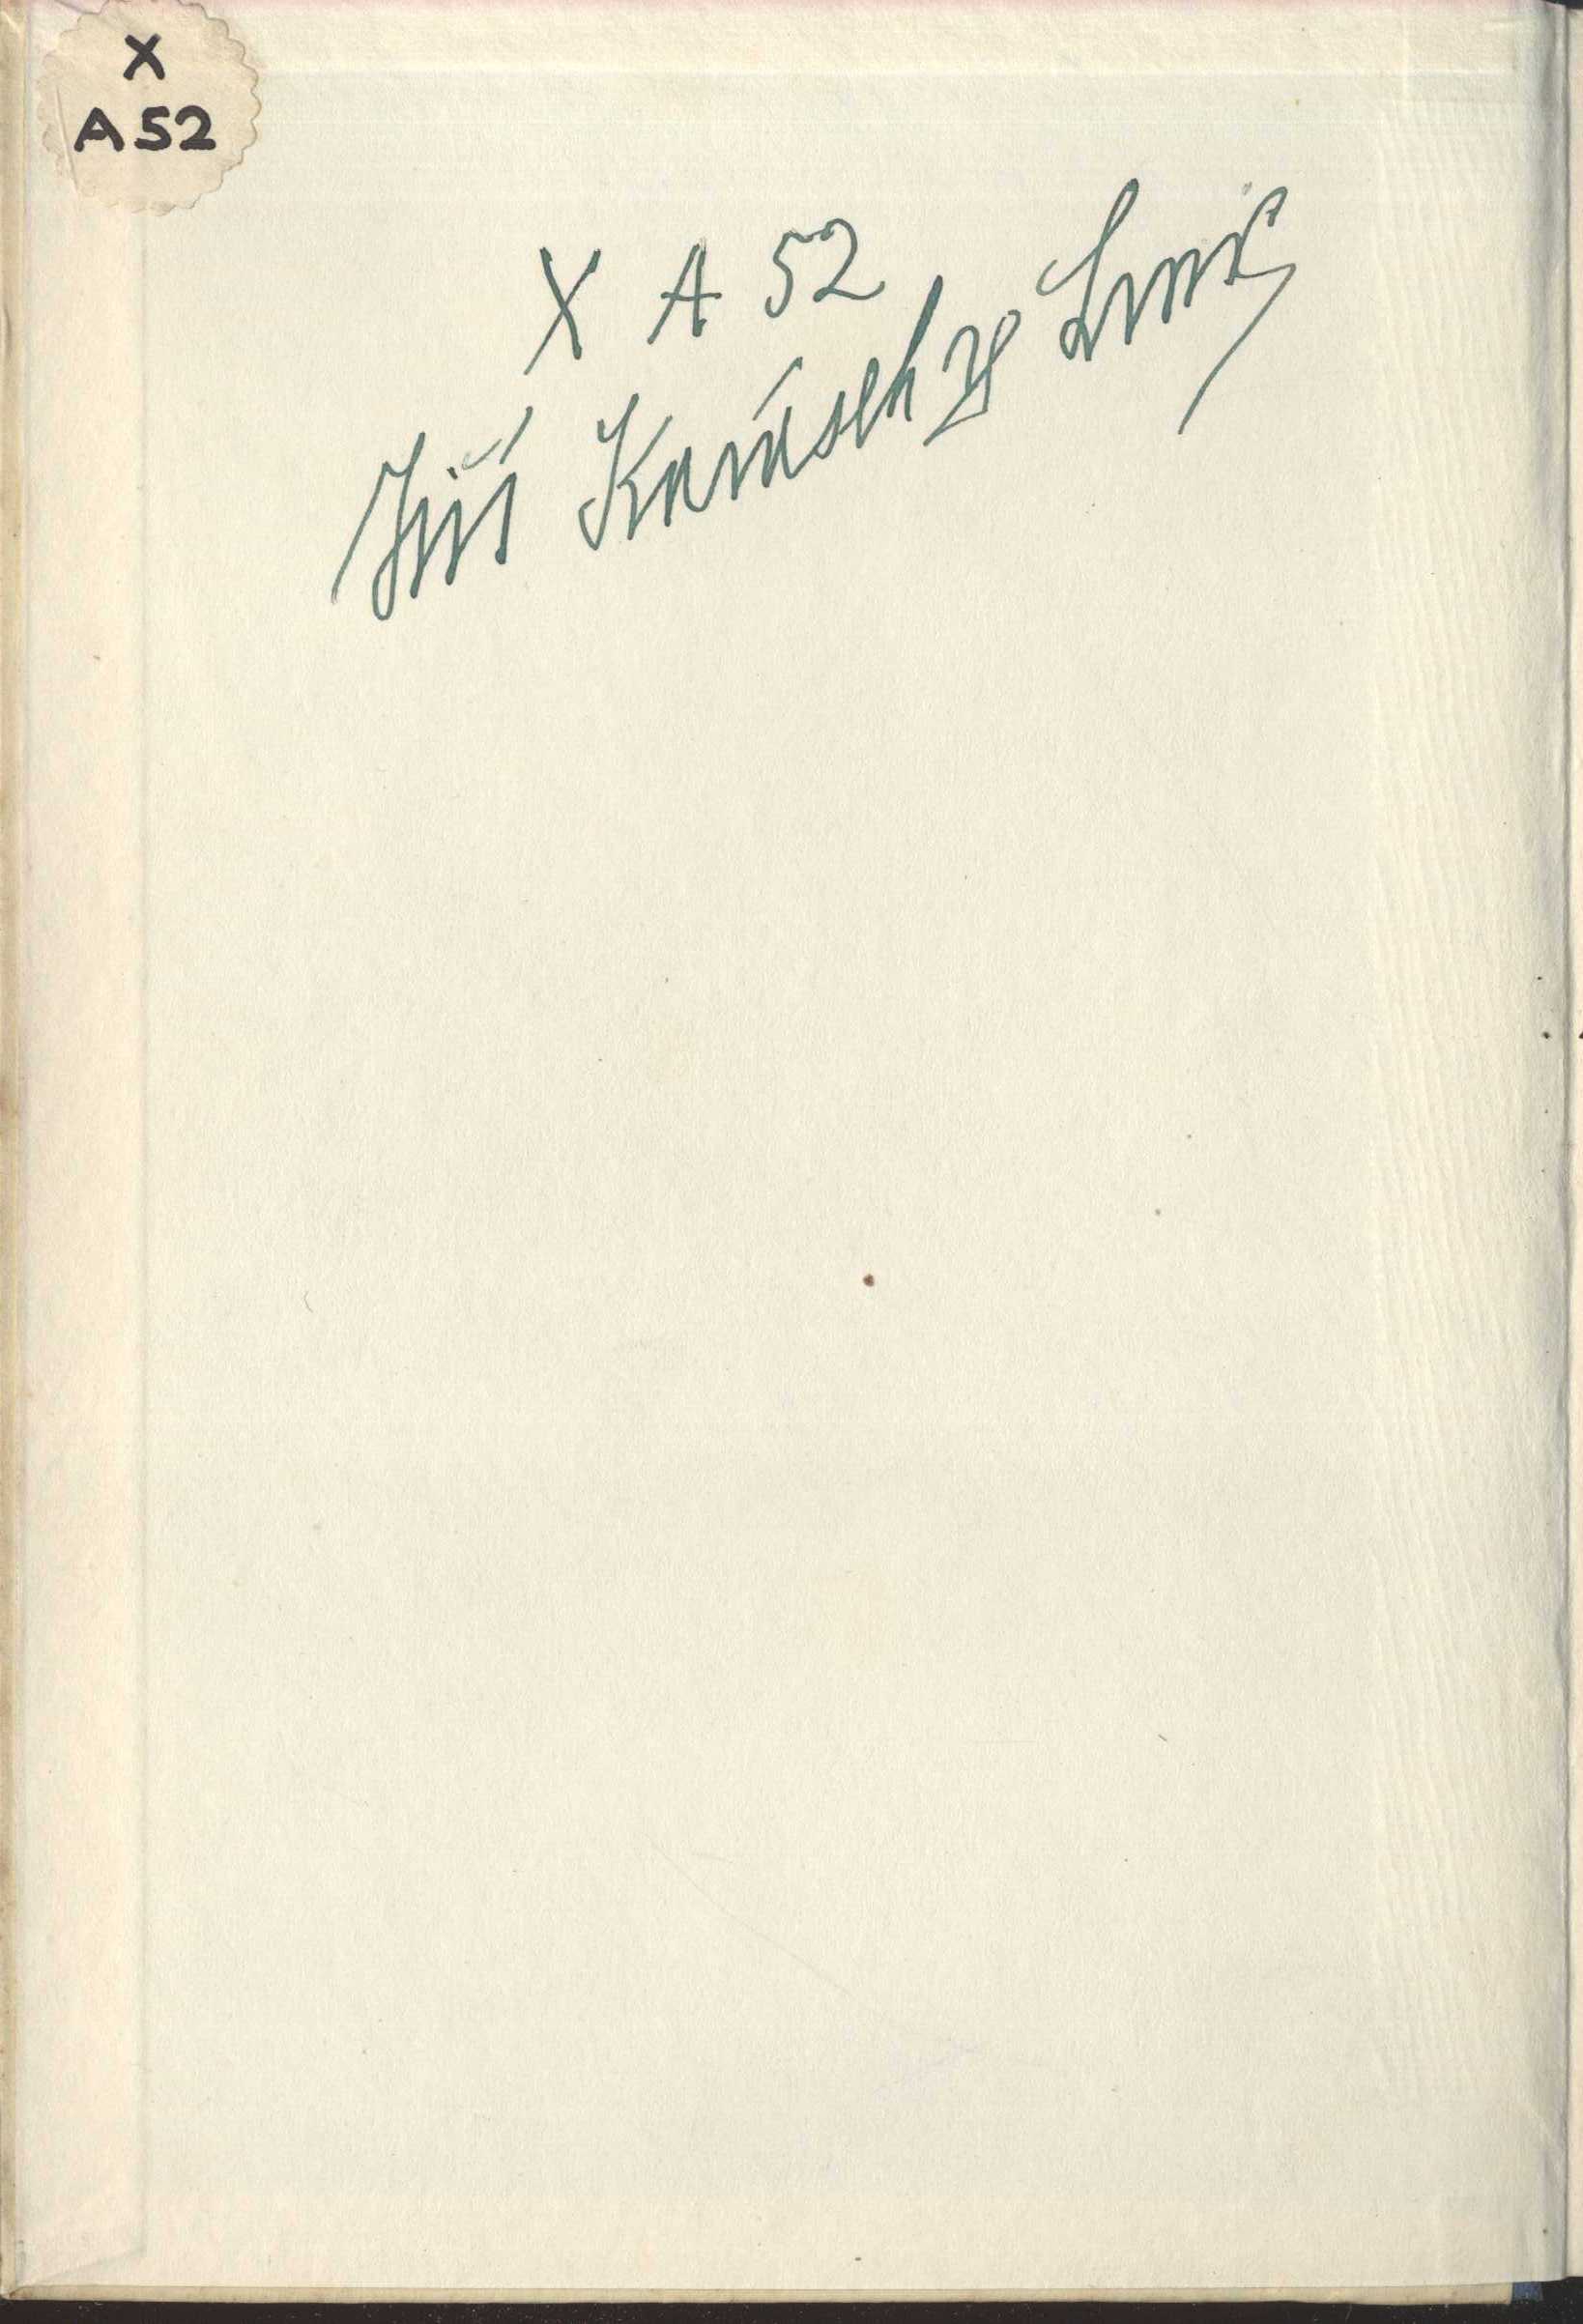 X
A 52
X A 52
Jiří Karásek ze Lvovic